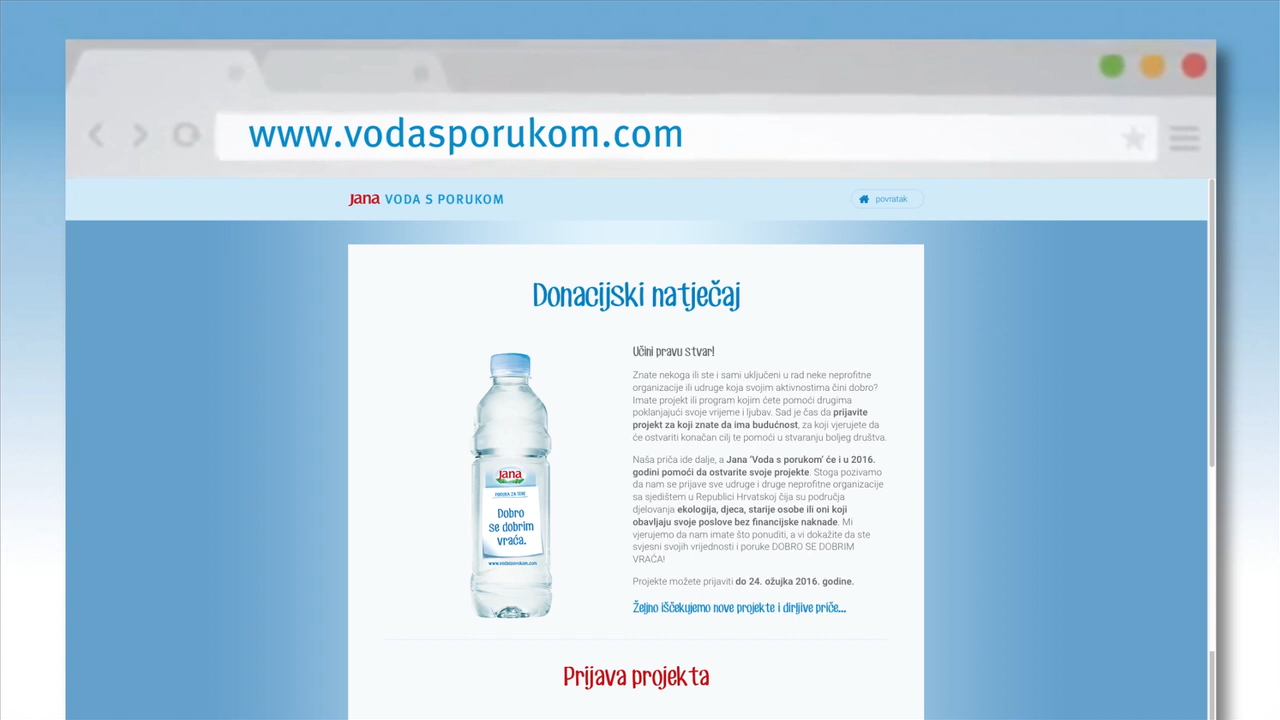 www.vodasporukom.com
Jana VODA S PORUKOM
povratak
Donacijski natječaj
Učini pravu stvar!
Znate nekoga ili ste i sami uključeni u rad neke neprofitne
organizacije ili udruge koja svojim aktivnostima čini dobro?
Imate projekt ili program kojim ćete pomoći drugima
poklanjajući svoje vrijeme i ljubav. Sad je čas da prijavite
projekt za koji znate da ima budućnost, za koji vjerujete da
će ostvariti konačan cilj te pomoći u stvaranju boljeg društva.
Naša priča ide dalje, a Jana 'Voda s porukom' će i u 2016.
godini pomoći da ostvarite svoje projekte. Stoga pozivamo
da nam se prijave sve udruge i druge neprofitne organizacije
sa sjedištem u Republici Hrvatskoj čija su područja
djelovanja ekologija, djeca, starije osobe ili oni koji
obavljaju svoje poslove bez financijske naknade. Mi
vjerujemo da nam imate što ponuditi, a vi dokažite da ste
svjesni svojih vrijednosti i poruke DOBRO SE DOBRIM
VRAĆA!
Projekte možete prijaviti do 24. ožujka 2016. godine.
Željno iščekujemo nove projekte i dirljive priče...
Jana
PORUKA ZA TEBE
Dobro
se dobrim
vraća.
www.vodasporukom.com
Prijava projekta